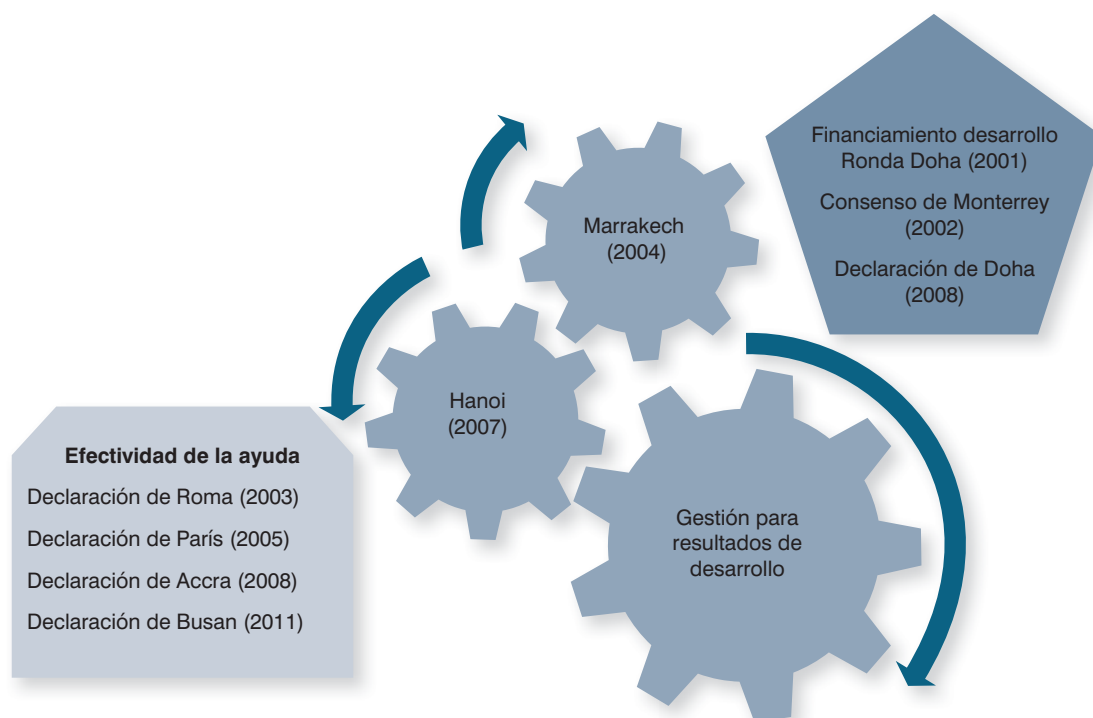 Financiamiento desarrollo
Ronda Doha (2001)
Consenso de Monterrey
(2002)
Declaración de Doha
(2008)
Marrakech
(2004)
Hanoi
(2007)
Gestión para
resultados de
desarrollo
Efectividad de la ayuda
Declaración de Roma (2003)
Declaración de París (2005)
Declaración de Accra (2008)
Declaración de Busan (2011)